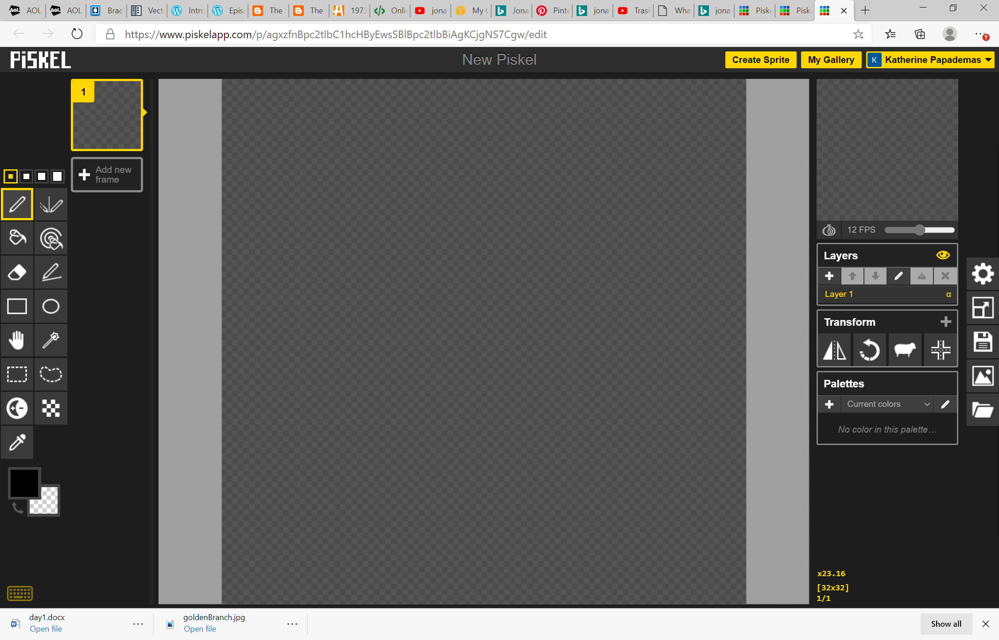 AOL
AOL
Brac
Vect
Intro
Episo
The
The
1973
Onli
jona
My
Jona
Pinte
jona
Trask
Wha
jona
Piske
Piske
https://www.piskelapp.com/p/agxzfnBpc2tlbC1hcHByEwsSBlBpc2tlbBiAgKCjgNS7Cgw/edit
PiSKEL
New Piskel
Create Sprite
My Gallery
K
Katherine Papademas
1
Add new
frame
12 FPS
Layers
Layer 1
α
Transform
Palettes
Current colors
No color in this palette...
x23.16
[32x32]
1/1
day1.docx
Open file
goldenBranch.jpg
Open file
Show all